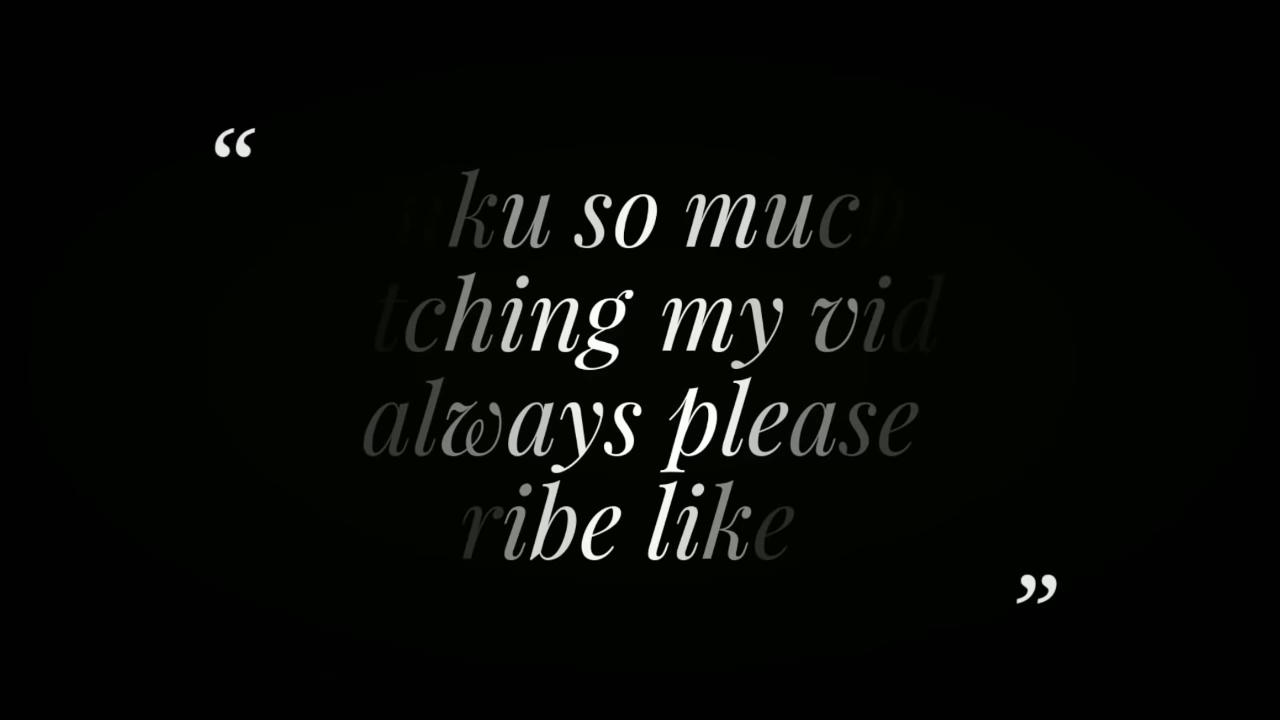 “
ku so much
tching my vid
always please
ribe like
”